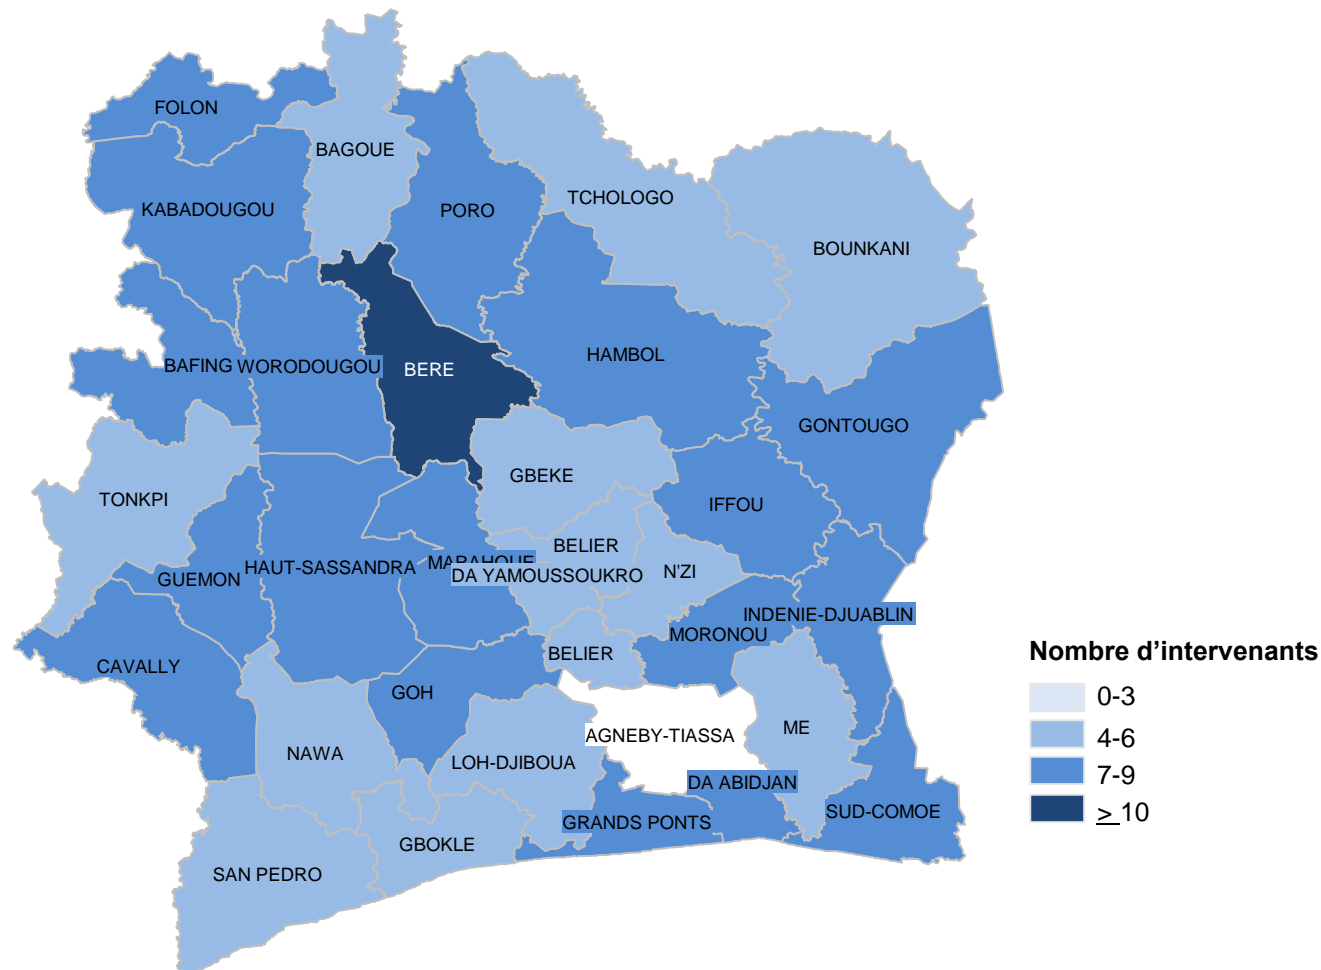 FOLON
BAGOUE
KABADOUGOU
PORO
TCHOLOGO
BOUNKANI
BAFING
WORODOUGOU
BERE
HAMBOL
GONTOUGO
TONKPI
GBEKE
IFFOU
BELIER
GUEMON
HAUT-SASSANDRA
MARAHOUE
DA YAMOUSSOUKRO
N'ZI
INDENIE-DJUABLIN
MORONOU
CAVALLY
BELIER
GOH
NAWA
LOH-DJIBOUA
AGNEBY-TIASSA
ME
DA ABIDJAN
GRANDS PONTS
SUD-COMOE
GBOKLE
SAN PEDRO
Nombre d’intervenants
0-3
4-6
7-9
> 10